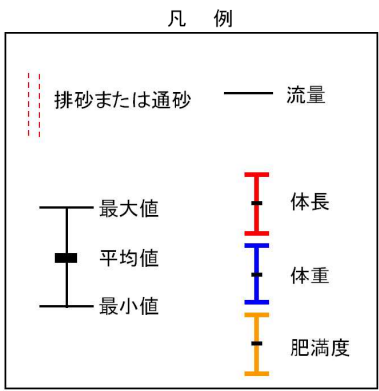 凡 例
排砂または通砂
流量
最大値
平均値
最小値
体長
体重
肥満度